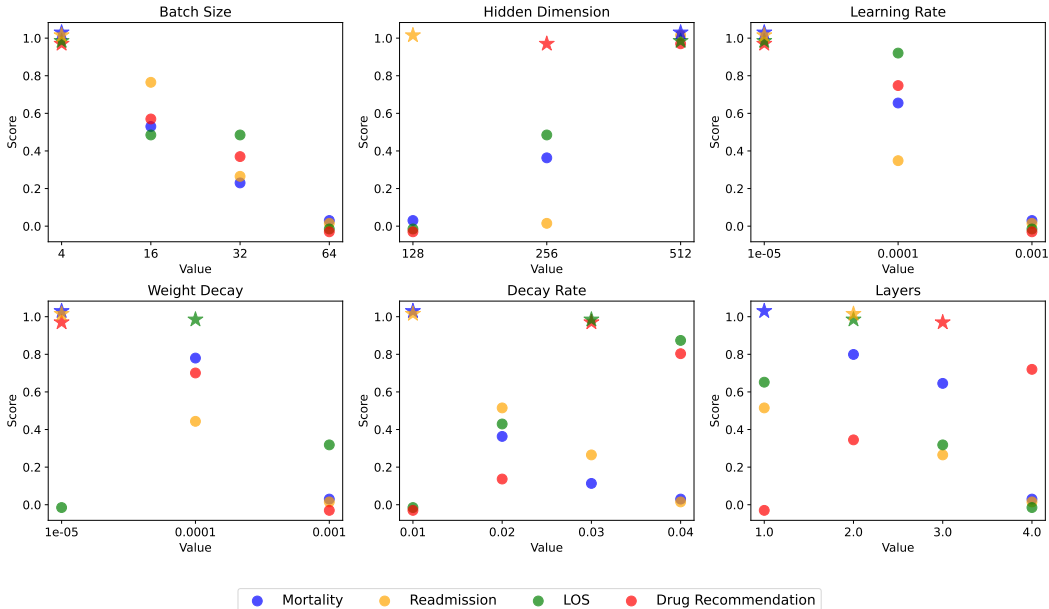 Batch Size
Hidden Dimension
Learning Rate
1.0
0.8
0.6
0.4
0.2
0.0
Score
4
16
32
64
Value
1.0
0.8
0.6
0.4
0.2
0.0
Score
128
256
512
Value
1.0
0.8
0.6
0.4
0.2
0.0
Score
1e-05
0.0001
0.001
Value
Weight Decay
Decay Rate
Layers
1.0
0.8
0.6
0.4
0.2
0.0
Score
1e-05
0.0001
0.001
Value
1.0
0.8
0.6
0.4
0.2
0.0
Score
0.01
0.02
0.03
0.04
Value
1.0
0.8
0.6
0.4
0.2
0.0
Score
1.0
2.0
3.0
4.0
Value
Mortality
Readmission
LOS
Drug Recommendation